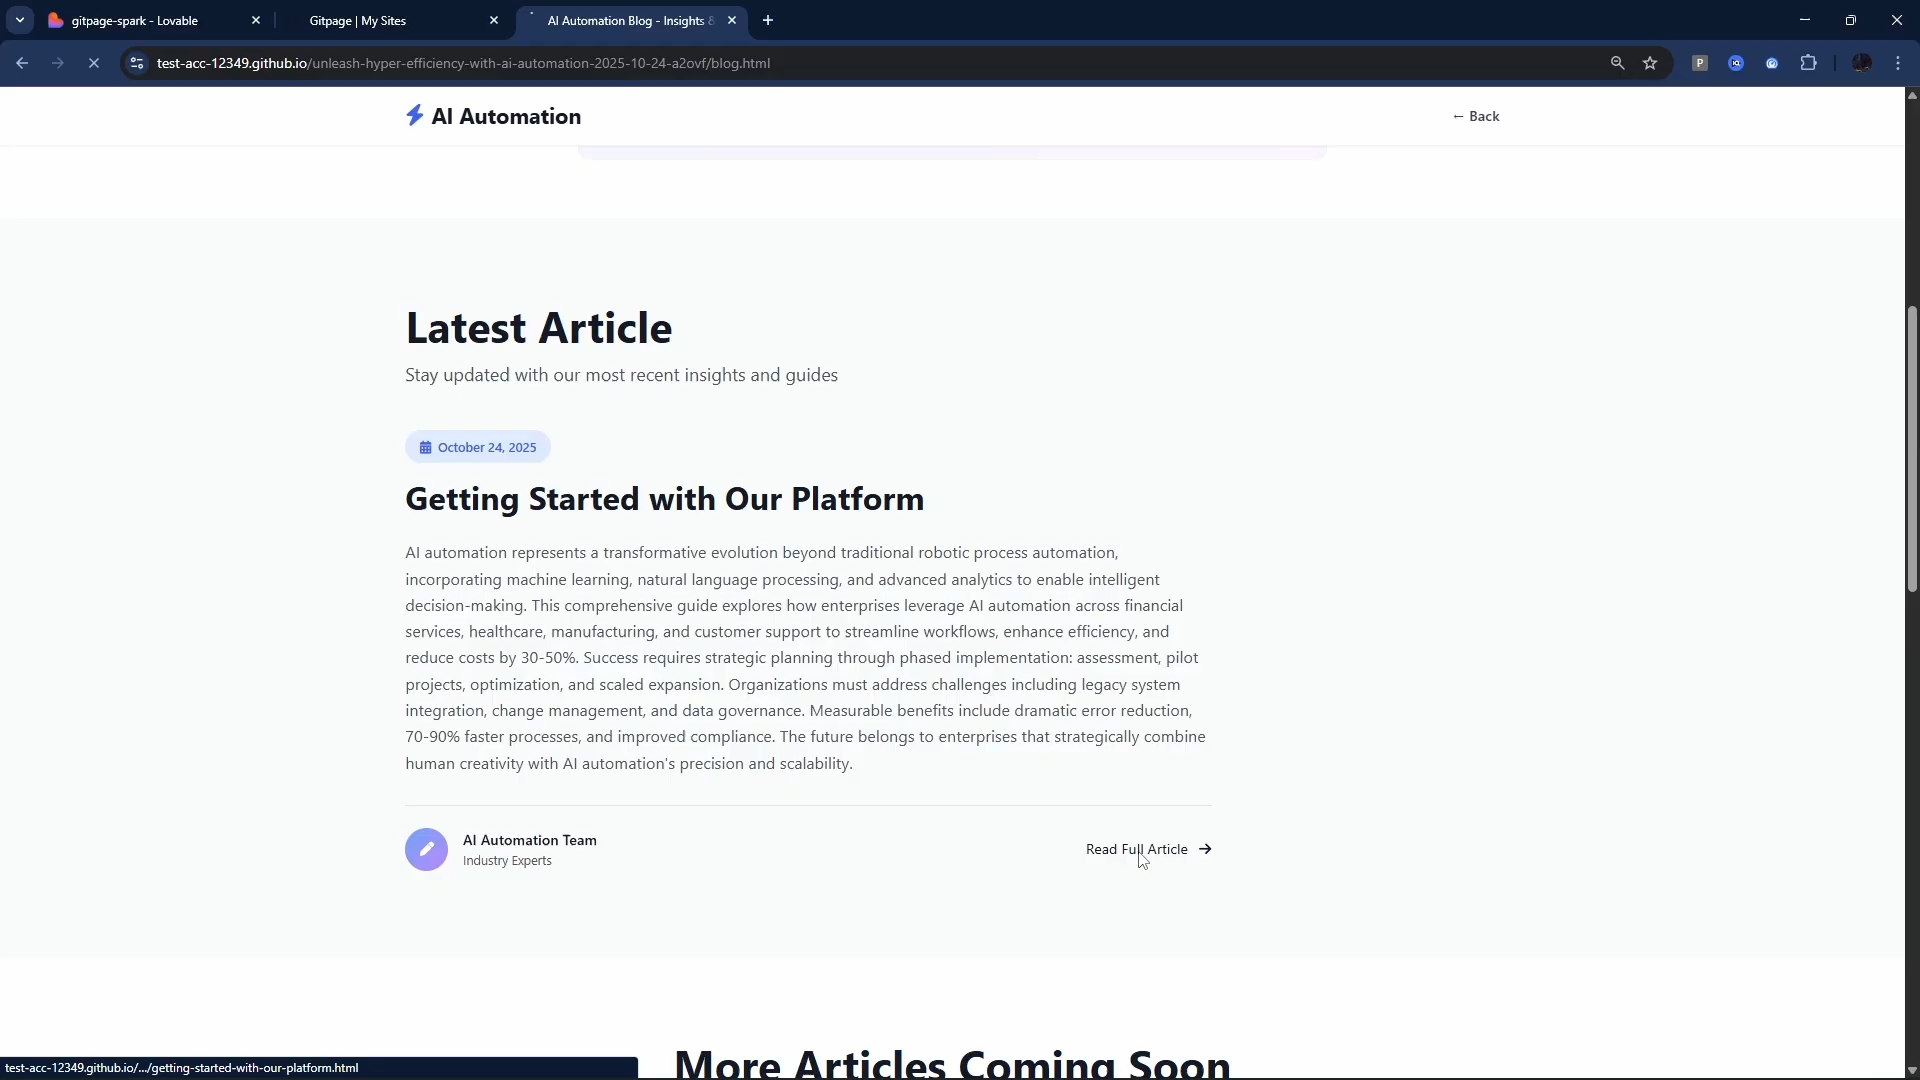 gitpage-spark - Lovable
Gitpage | My Sites
AI Automation Blog - Insights &
test-acc-12349.github.io/unleash-hyper-efficiency-with-ai-automation-2025-10-24-a2ovf/blog.html
P
AI Automation
← Back
Latest Article
Stay updated with our most recent insights and guides
October 24, 2025
Getting Started with Our Platform
AI automation represents a transformative evolution beyond traditional robotic process automation,
incorporating machine learning, natural language processing, and advanced analytics to enable intelligent
decision-making. This comprehensive guide explores how enterprises leverage AI automation across financial
services, healthcare, manufacturing, and customer support to streamline workflows, enhance efficiency, and
reduce costs by 30-50%. Success requires strategic planning through phased implementation: assessment, pilot
projects, optimization, and scaled expansion. Organizations must address challenges including legacy system
integration, change management, and data governance. Measurable benefits include dramatic error reduction,
70-90% faster processes, and improved compliance. The future belongs to enterprises that strategically combine
human creativity with AI automation's precision and scalability.
AI Automation Team
Industry Experts
Read Full Article →
More Articles Coming Soon
test-acc-12349.github.io/.../getting-started-with-our-platform.html